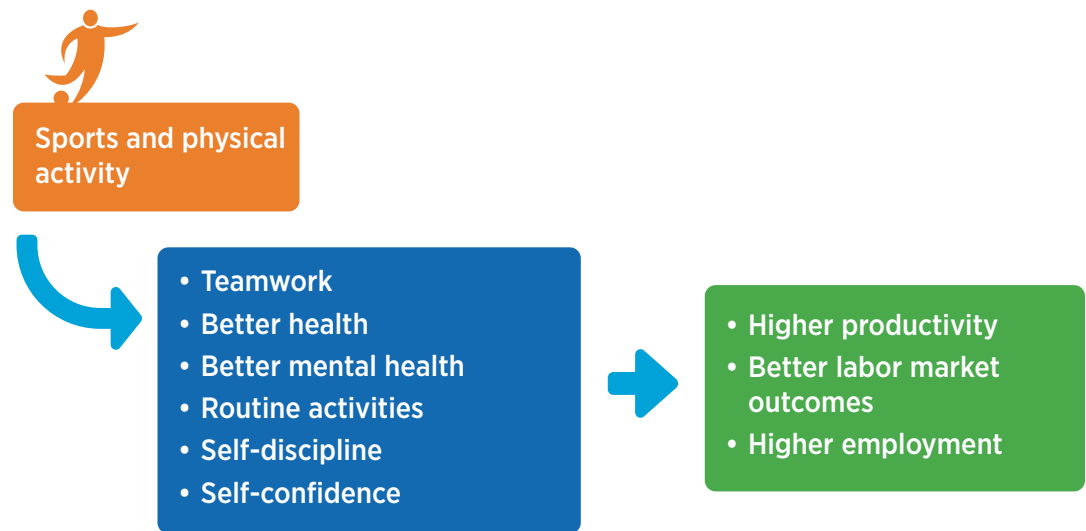 Sports and physical
activity
• Teamwork
• Better health
• Better mental health
• Routine activities
• Self-discipline
• Self-confidence
• Higher productivity
• Better labor market
outcomes
• Higher employment